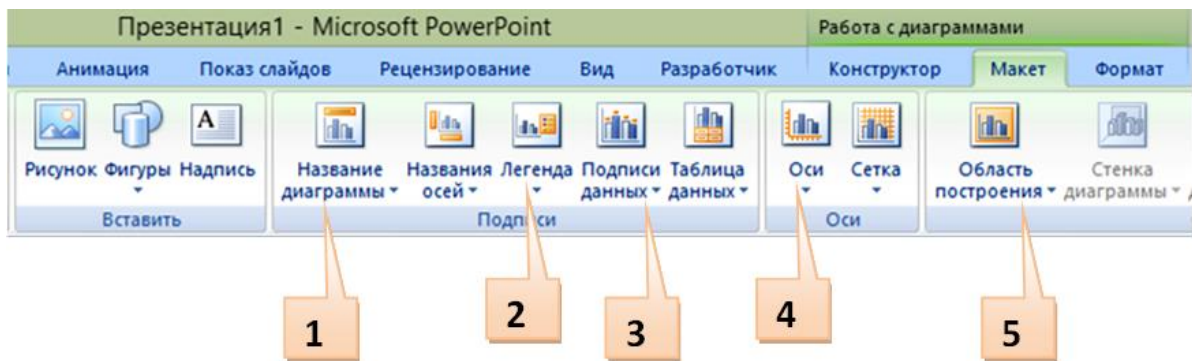 Презентация1 - Microsoft PowerPoint
Работа с диаграммами
Анимация Показ слайдов Рецензирование Вид Разработчик Конструктор Макет Формат
A
Рисунок Фигуры Надпись Название диаграммы Названия осей Легенда Подписи данных Таблица данных Оси Сетка Область построения Стенка диаграммы
Вставить Подписи Оси
1 2 3 4 5